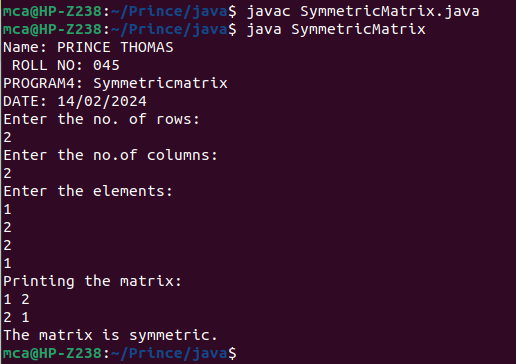 mca@HP-Z238:~/Prince/java$ javac SymmetricMatrix.java
mca@HP-Z238:~/Prince/java$ java SymmetricMatrix
Name: PRINCE THOMAS
 ROLL NO: 045
PROGRAM4: Symmetricmatrix
DATE: 14/02/2024
Enter the no. of rows:
2
Enter the no.of columns:
2
Enter the elements:
1
2
2
1
Printing the matrix:
1 2
2 1
The matrix is symmetric.
mca@HP-Z238:~/Prince/java$